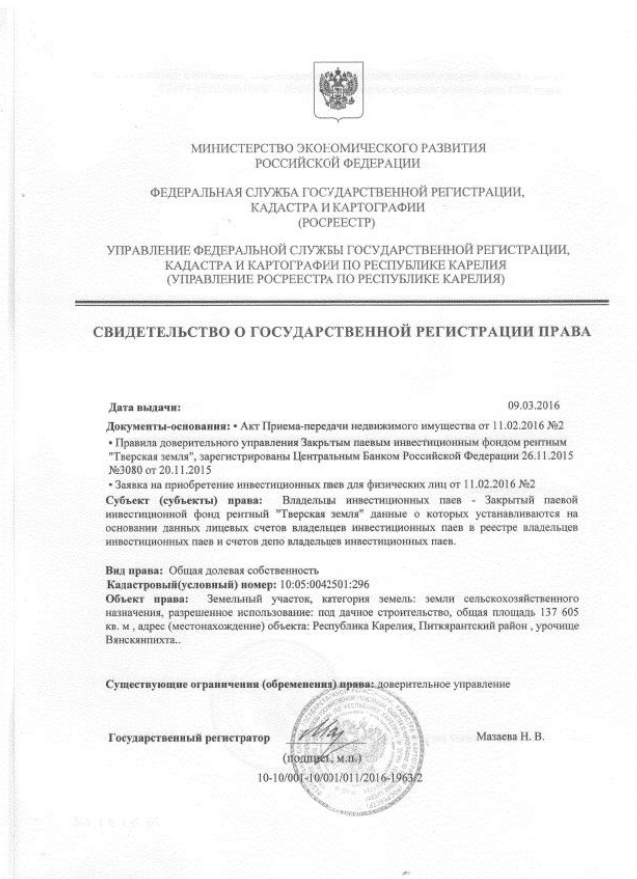 МИНИСТЕРСТВО ЭКОНОМИЧЕСКОГО РАЗВИТИЯ
РОССИЙСКОЙ ФЕДЕРАЦИИ
ФЕДЕРАЛЬНАЯ СЛУЖБА ГОСУДАРСТВЕННОЙ РЕГИСТРАЦИИ,
КАДАСТРА И КАРТОГРАФИИ
(РОСРЕЕСТР)
УПРАВЛЕНИЕ ФЕДЕРАЛЬНОЙ СЛУЖБЫ ГОСУДАРСТВЕННОЙ РЕГИСТРАЦИИ,
КАДАСТРА И КАРТОГРАФИИ ПО РЕСПУБЛИКЕ КАРЕЛИЯ
(УПРАВЛЕНИЕ РОСРЕЕСТРА ПО РЕСПУБЛИКЕ КАРЕЛИЯ)
СВИДЕТЕЛЬСТВО О ГОСУДАРСТВЕННОЙ РЕГИСТРАЦИИ ПРАВА
Дата выдачи: 09.03.2016
Документы-основания: • Акт Приема-передачи недвижимого имущества от 11.02.2016 №2
• Правила доверительного управления Закрытым паевым инвестиционным фондом рентным
"Тверская земля", зарегистрированы Центральным Банком Российской Федерации 26.11.2015
№3080 от 20.11.2015
• Заявка на приобретение инвестиционных паев для физических лиц от 11.02.2016 №2
Субъект (субъекты) права: Владельцы инвестиционных паев - Закрытый паевой
инвестиционной фонд рентный "Тверская земля" данные о которых устанавливаются на
основании данных лицевых счетов владельцев инвестиционных паев в реестре владельцев
инвестиционных паев и счетов депо владельцев инвестиционных паев.
Вид права: Общая долевая собственность
Кадастровый(условный) номер: 10:05:0042501:296
Объект права: Земельный участок, категория земель: земли сельскохозяйственного
назначения, разрешенное использование: под дачное строительство, общая площадь 137 605
кв. м , адрес (местонахождение) объекта: Республика Карелия, Питкярантский район , урочище
Вянскянпихта..
Существующие ограничения (обременения) права: доверительное управление
Государственный регистратор Мазаева Н. В.
(подпись, м.п.)
10-10/001-10/001/011/2016-1963/2